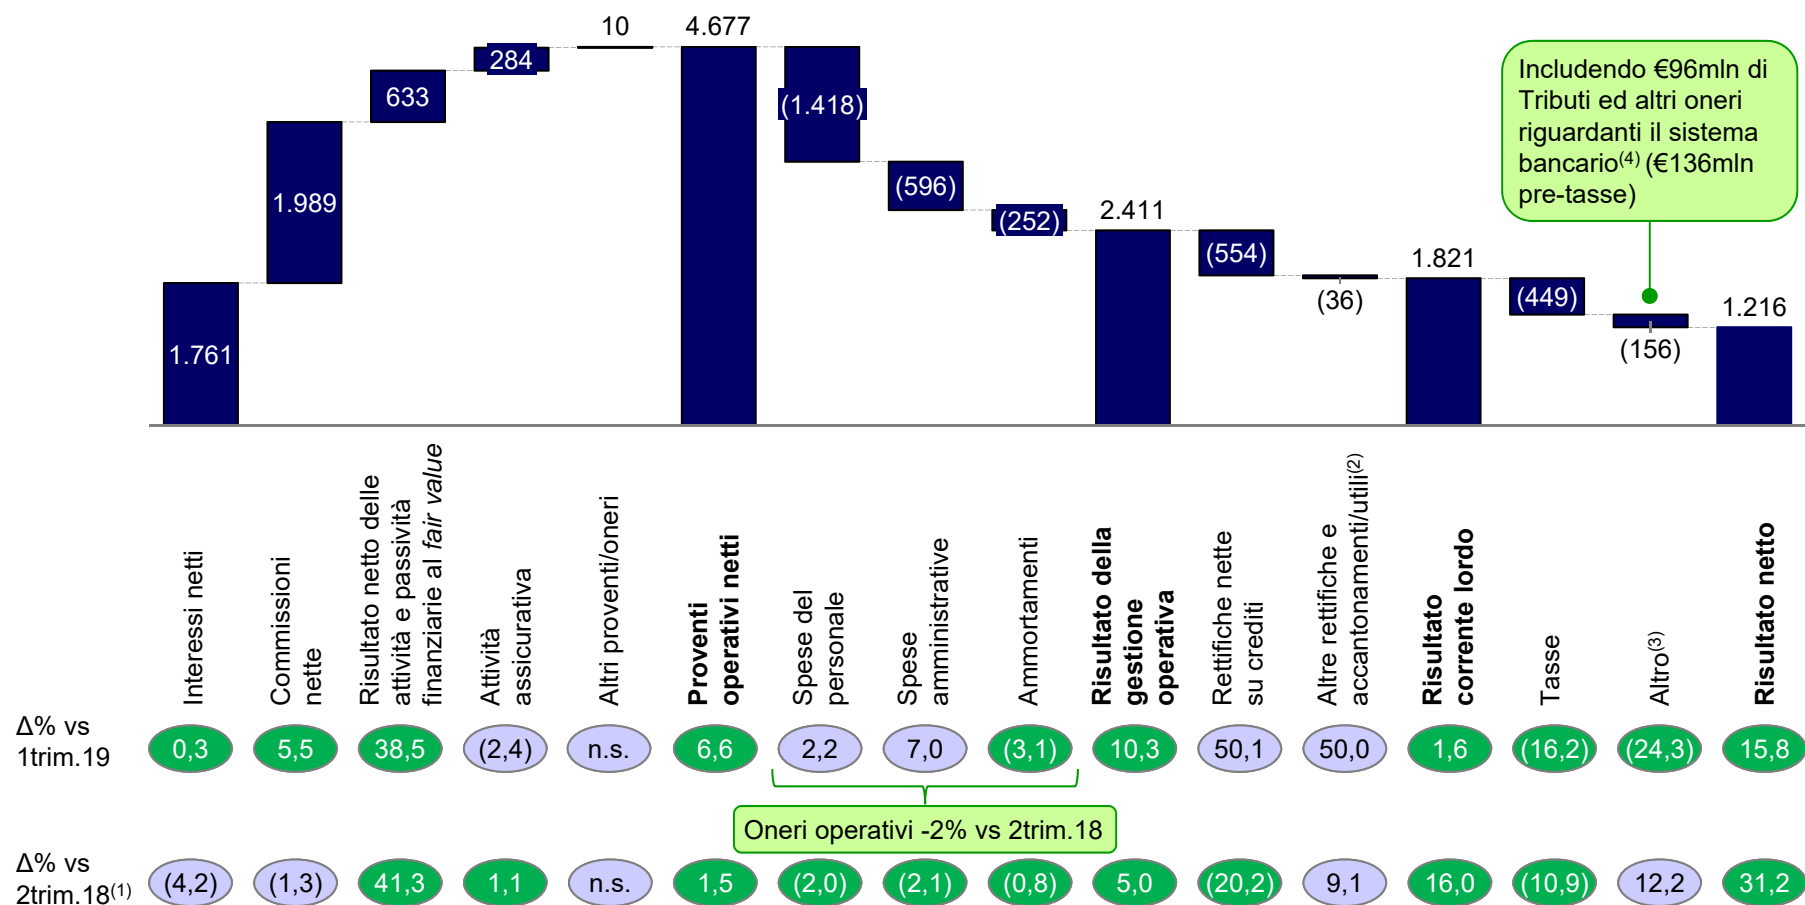 10
4.677
284
633
(1.418)
Includendo €96mln di
Tributi ed altri oneri
riguardanti il sistema
bancario(4) (€136mln
pre-tasse)
1.989
(596)
(252)
2.411
(554)
(36)
1.821
(449)
(156)
1.216
1.761
Interessi netti
Commissioni
nette
Risultato netto delle
attività e passività
finanziarie al fair value
Attività
assicurativa
Altri proventi/oneri
Proventi
operativi netti
Spese del
personale
Spese
amministrative
Ammortamenti
Risultato della
gestione
operativa
Rettifiche nette
su crediti
Altre rettifiche e
accantonamenti/utili(2)
Risultato
corrente lordo
Tasse
Altro(3)
Risultato netto
Δ% vs
1trim.19
0,3
5,5
38,5
(2,4)
n.s.
6,6
2,2
7,0
(3,1)
10,3
50,1
50,0
1,6
(16,2)
(24,3)
15,8
Oneri operativi -2% vs 2trim.18
Δ% vs
2trim.18(1)
(4,2)
(1,3)
41,3
1,1
n.s.
1,5
(2,0)
(2,1)
(0,8)
5,0
(20,2)
9,1
16,0
(10,9)
12,2
31,2